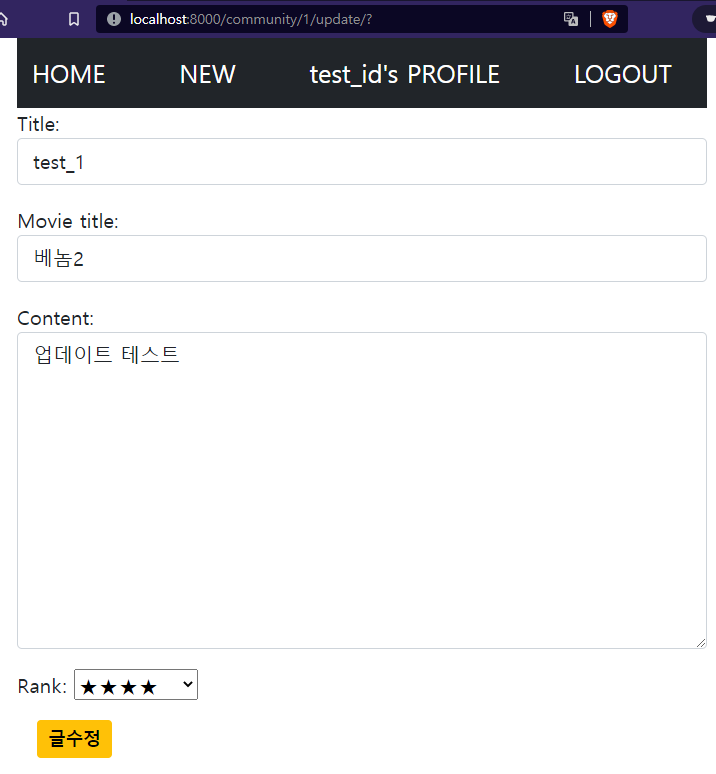 localhost:8000/community/1/update/?
HOME NEW test_id's PROFILE LOGOUT
Title:
test_1
Movie title:
베놈2
Content:
업데이트 테스트
Rank: ★★★★
글수정